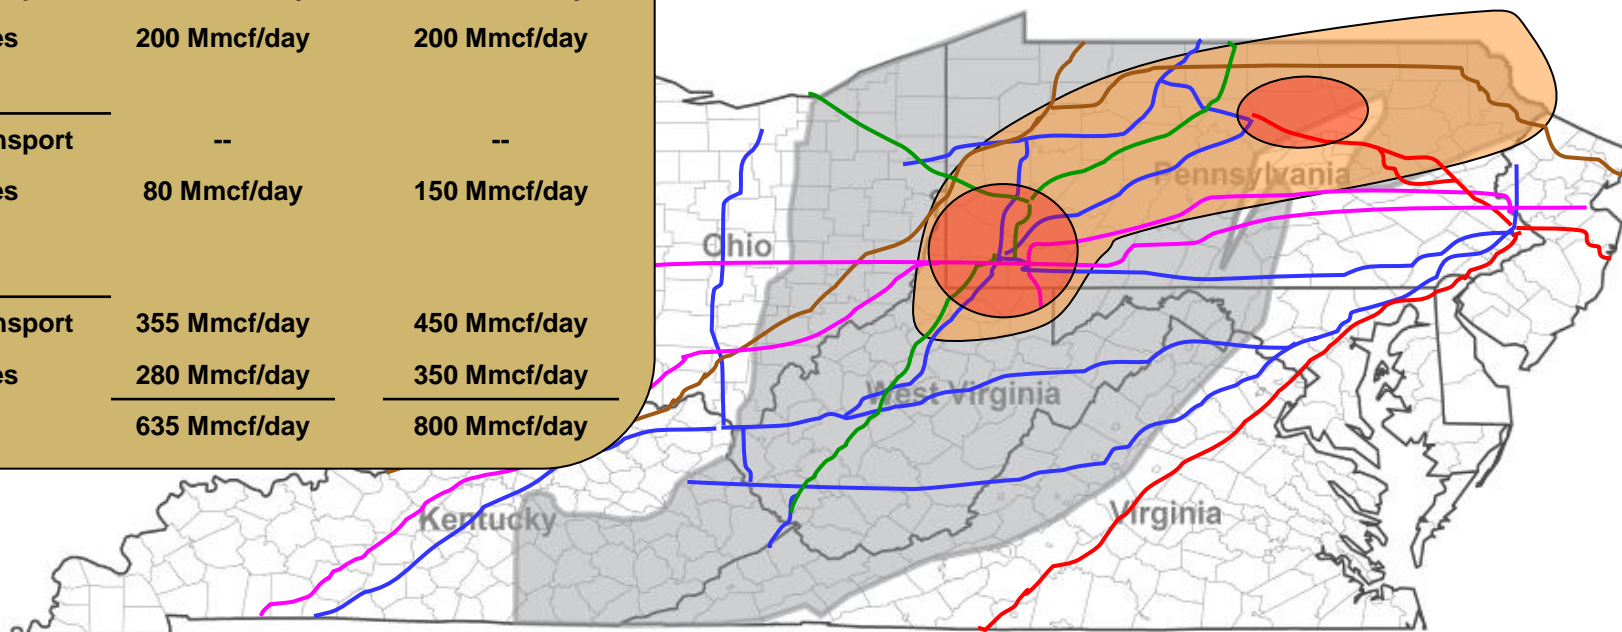 es 200 Mmcf/day 200 Mmcf/day
nsport -- --
es 80 Mmcf/day 150 Mmcf/day
nsport 355 Mmcf/day 450 Mmcf/day
es 280 Mmcf/day 350 Mmcf/day
635 Mmcf/day 800 Mmcf/day
Pennsylvania
Ohio
West Virginia
Kentucky
Virginia